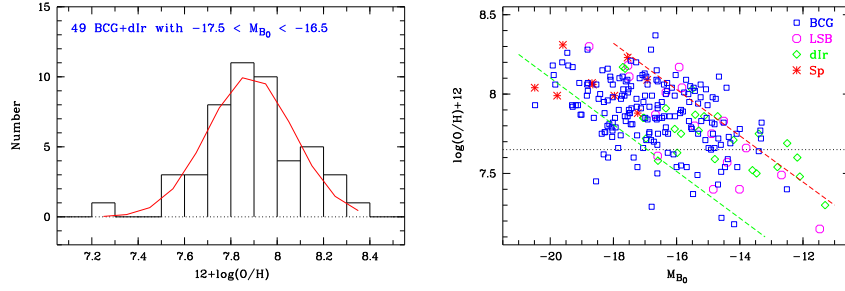 49 BCG+dIr with -17.5 < M_B0 < -16.5
15
10
5
0
Number
7.2 7.4 7.6 7.8 8 8.2 8.4
12+log(O/H)
BCG
LSB
dIr
Sp
8.5
8
7.5
log(O/H)+12
-20 -18 -16 -14 -12
M_B0